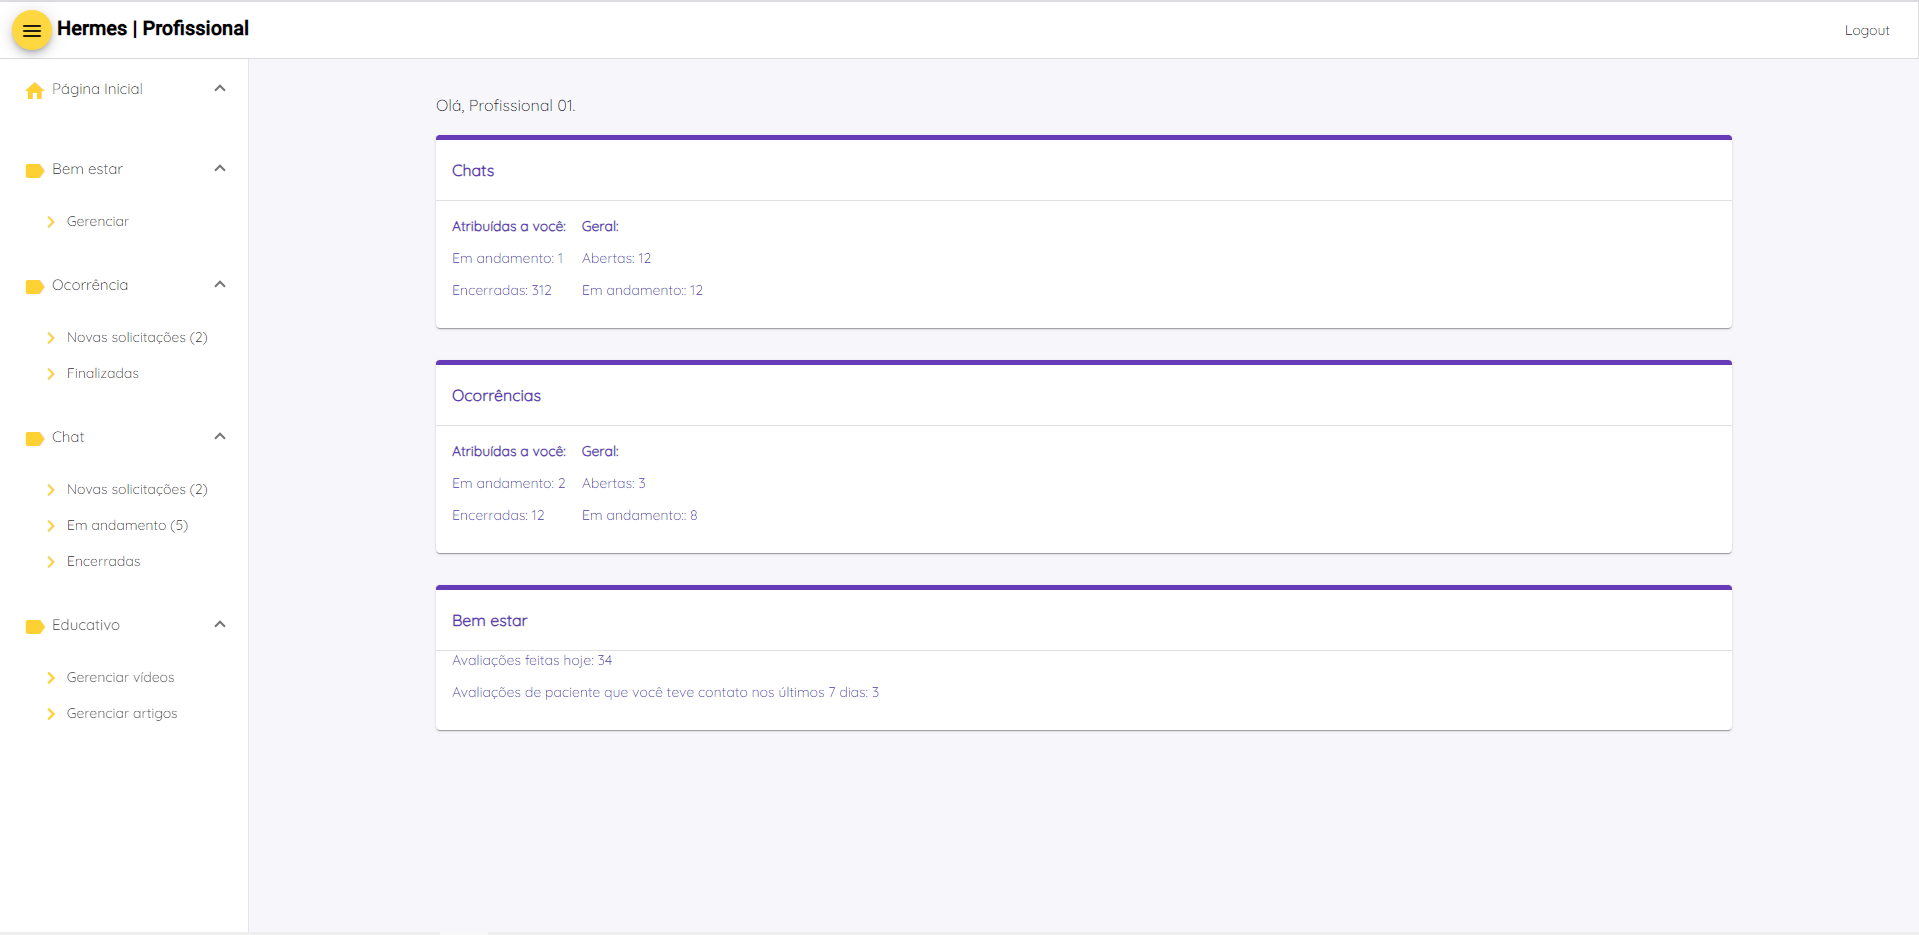 Hermes | Profissional
Logout
Página Inicial
Bem estar
Gerenciar
Ocorrência
Novas solicitações (2)
Finalizadas
Chat
Novas solicitações (2)
Em andamento (5)
Encerradas
Educativo
Gerenciar vídeos
Gerenciar artigos
Olá, Profissional 01.
Chats
Atribuídas a você: Geral:
Em andamento: 1 Abertas: 12
Encerradas: 312 Em andamento:: 12
Ocorrências
Atribuídas a você: Geral:
Em andamento: 2 Abertas: 3
Encerradas: 12 Em andamento:: 8
Bem estar
Avaliações feitas hoje: 34
Avaliações de paciente que você teve contato nos últimos 7 dias: 3